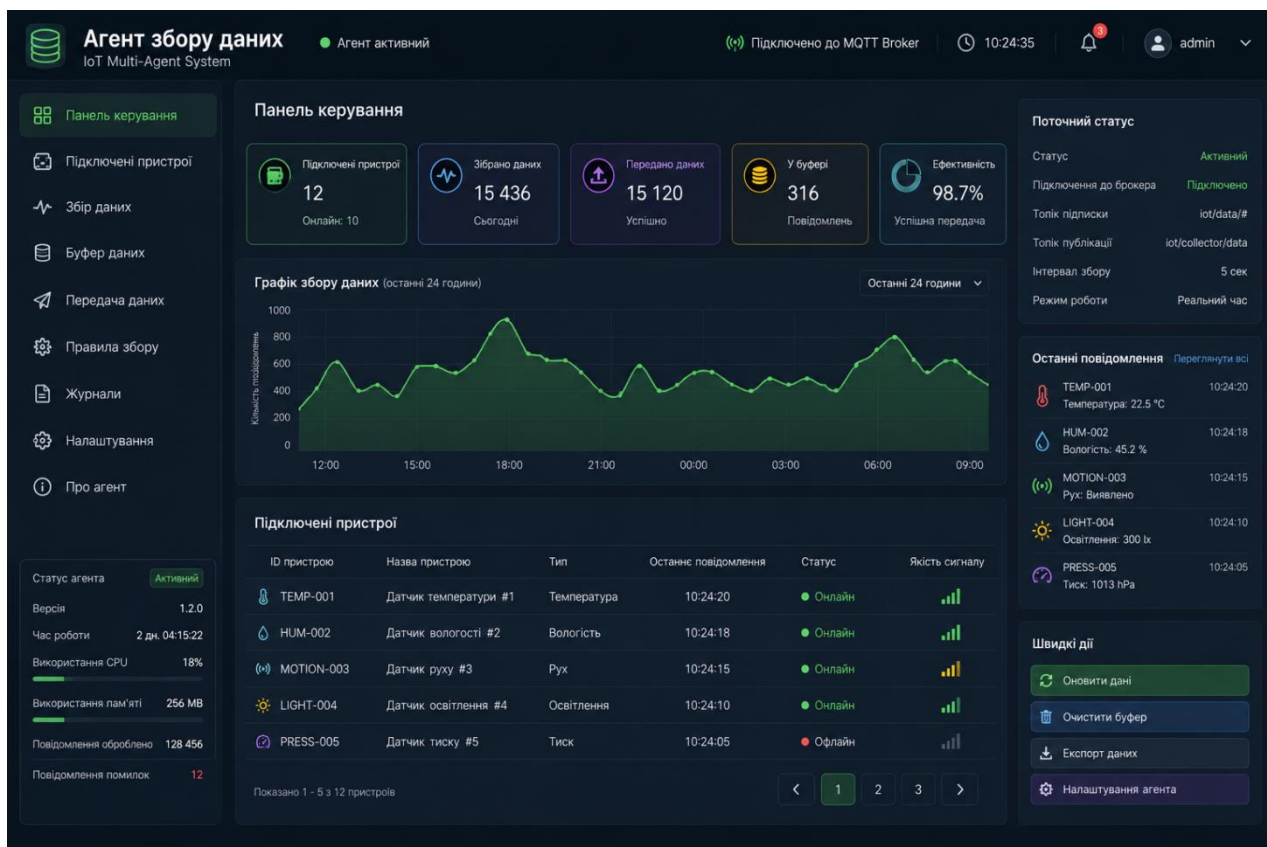 Агент збору даних
IoT Multi-Agent System
Агент активний
Підключено до MQTT Broker
10:24:35
3
admin
Панель керування
Підключені пристрої
Збір даних
Буфер даних
Передача даних
Правила збору
Журнали
Налаштування
Про агент
Статус агента Активний
Версія 1.2.0
Час роботи 2 дн. 04:15:22
Використання CPU 18%
Використання пам'яті 256 MB
Повідомлення оброблено 128 456
Повідомлення помилок 12
Панель керування
Підключені пристрої
12
Онлайн: 10
Зібрано даних
15 436
Сьогодні
Передано даних
15 120
Успішно
У буфері
316
Повідомлень
Ефективність
98.7%
Успішна передача
Графік збору даних (останні 24 години)
Останні 24 години
Кількість повідомлень
1000
800
600
400
200
0
12:00 15:00 18:00 21:00 00:00 03:00 06:00 09:00
Підключені пристрої
ID пристрою Назва пристрою Тип Останнє повідомлення Статус Якість сигналу
TEMP-001 Датчик температури #1 Температура 10:24:20 Онлайн
HUM-002 Датчик вологості #2 Вологість 10:24:18 Онлайн
MOTION-003 Датчик руху #3 Рух 10:24:15 Онлайн
LIGHT-004 Датчик освітлення #4 Освітлення 10:24:10 Онлайн
PRESS-005 Датчик тиску #5 Тиск 10:24:05 Офлайн
Показано 1 - 5 з 12 пристроїв
1 2 3
Поточний статус
Статус Активний
Підключення до брокера Підключено
Топік підписки iot/data/#
Топік публікації iot/collector/data
Інтервал збору 5 сек
Режим роботи Реальний час
Останні повідомлення Переглянути всі
TEMP-001 10:24:20
Температура: 22.5 °C
HUM-002 10:24:18
Вологість: 45.2 %
MOTION-003 10:24:15
Рух: Виявлено
LIGHT-004 10:24:10
Освітлення: 300 lx
PRESS-005 10:24:05
Тиск: 1013 hPa
Швидкі дії
Оновити дані
Очистити буфер
Експорт даних
Налаштування агента